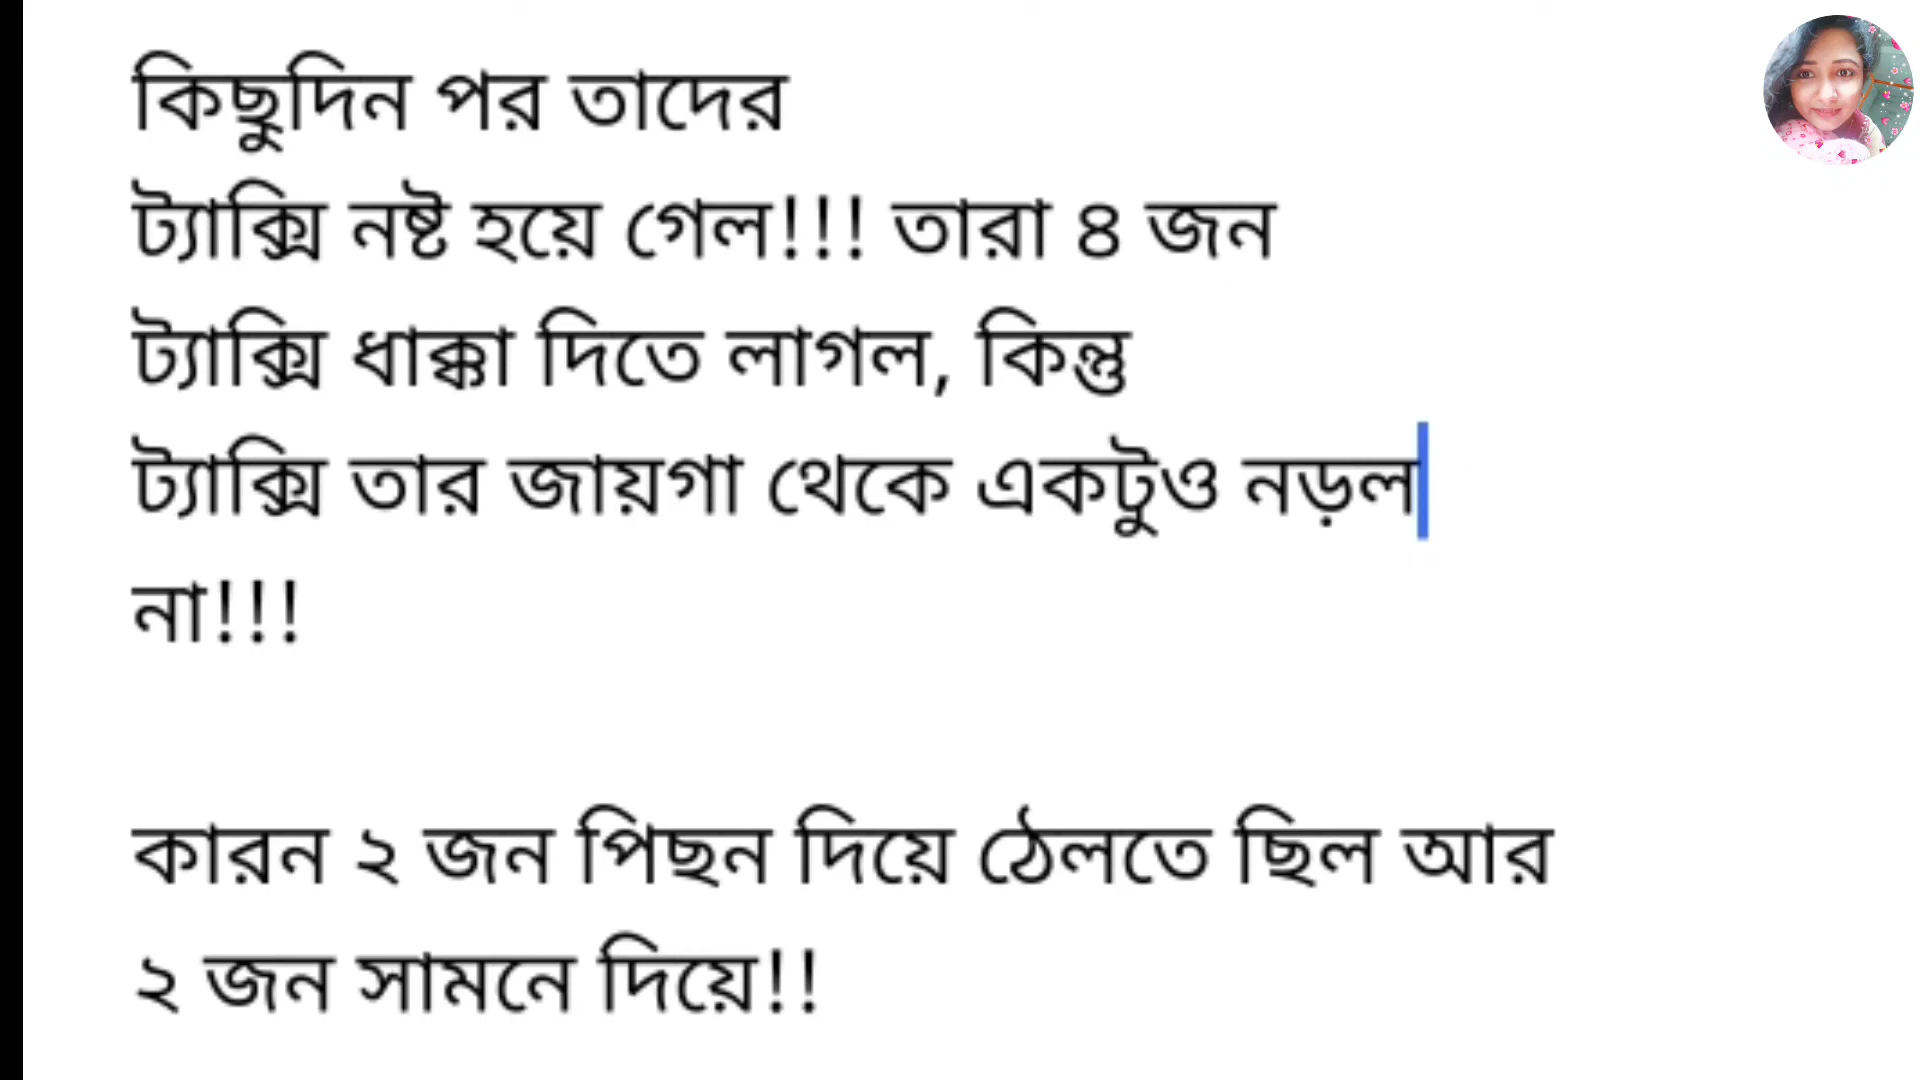 কিছুদিন পর তাদের
ট্যাক্সি নষ্ট হয়ে গেল!!! তারা ৪ জন
ট্যাক্সি ধাক্কা দিতে লাগল, কিন্তু
ট্যাক্সি তার জায়গা থেকে একটুও নড়ল
না!!!
কারন ২ জন পিছন দিয়ে ঠেলতে ছিল আর
২ জন সামনে দিয়ে!!